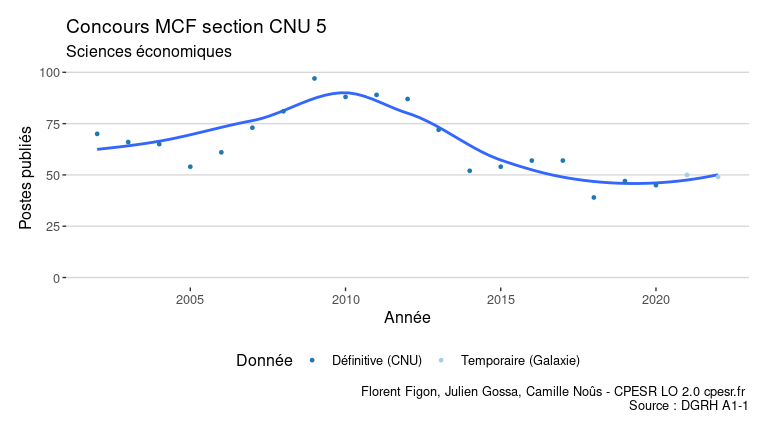 Concours MCF section CNU 5
Sciences économiques
Postes publiés
100
75
50
25
0
2005 2010 2015 2020
Année
Donnée Définitive (CNU) Temporaire (Galaxie)
Florent Figon, Julien Gossa, Camille Noûs - CPESR LO 2.0 cpesr.fr
Source : DGRH A1-1